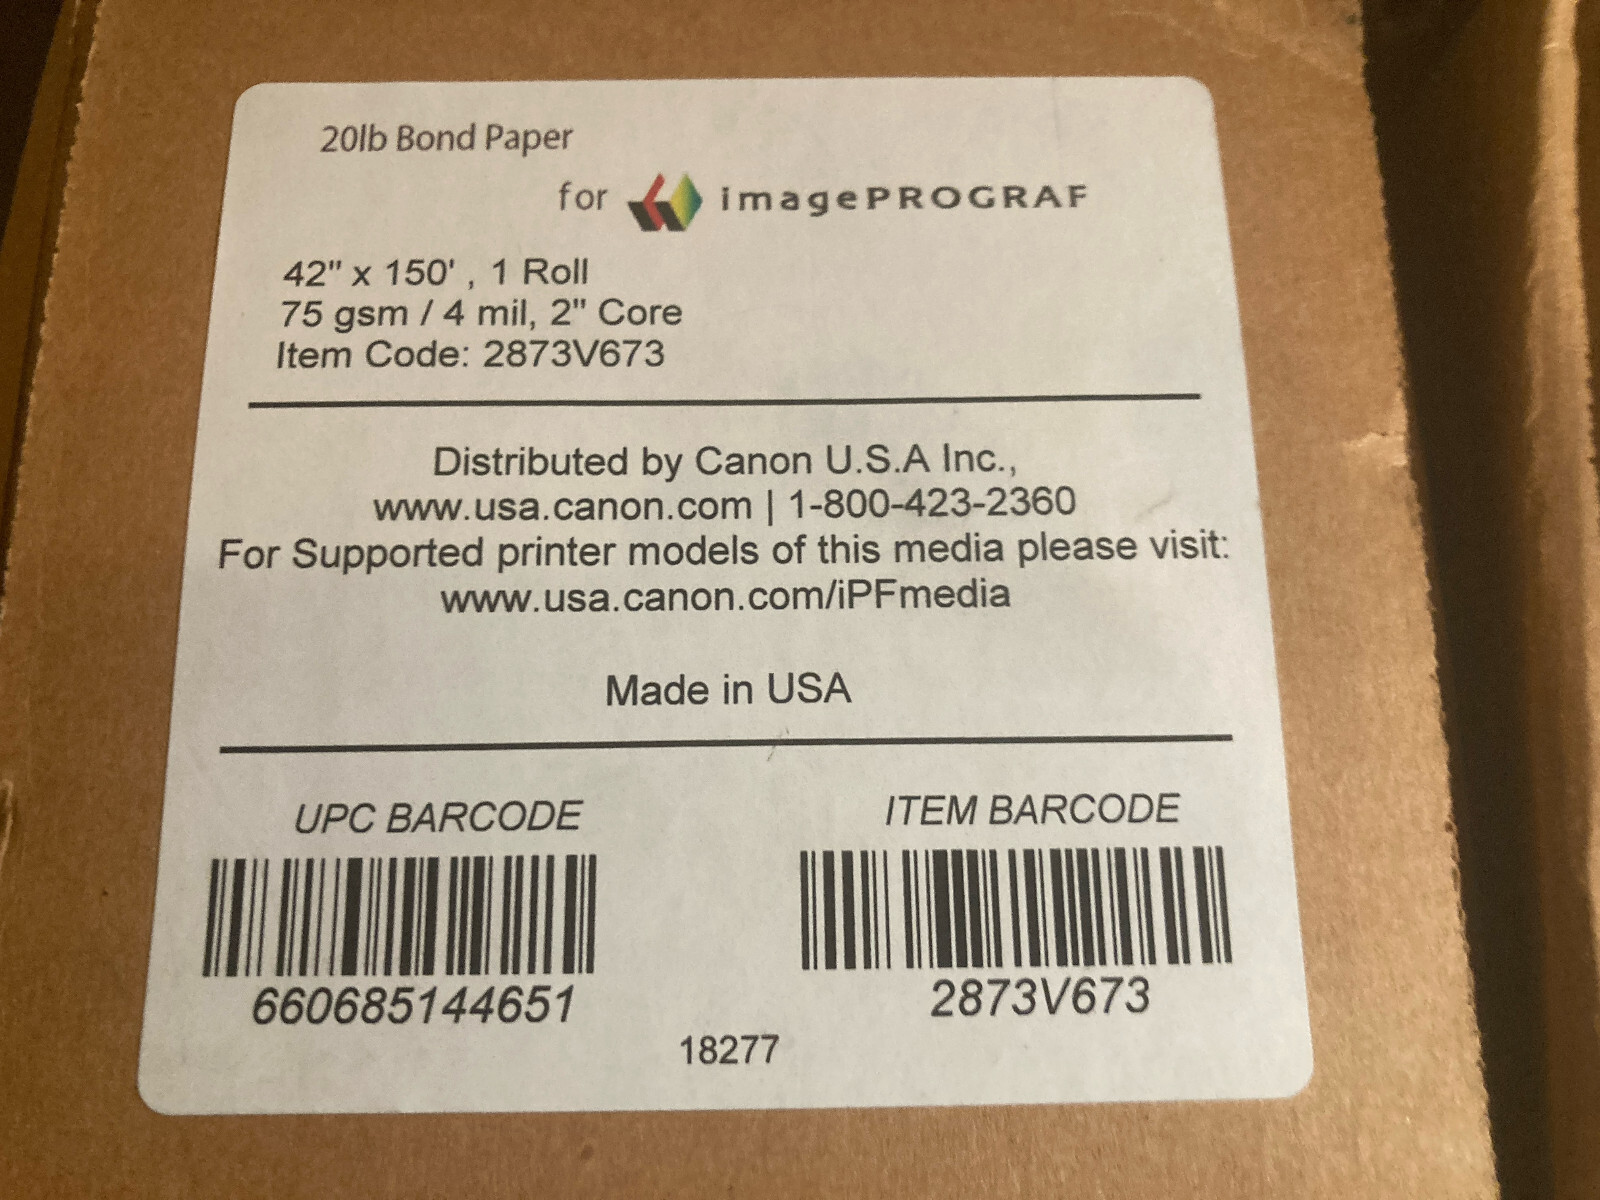 20lb Bond Paper
for imagePROGRAF
42" x 150' , 1 Roll
75 gsm / 4 mil, 2" Core
Item Code: 2873V673
Distributed by Canon U.S.A Inc.,
www.usa.canon.com | 1-800-423-2360
For Supported printer models of this media please visit:
www.usa.canon.com/iPFmedia
Made in USA
UPC BARCODE
660685144651
ITEM BARCODE
2873V673
18277